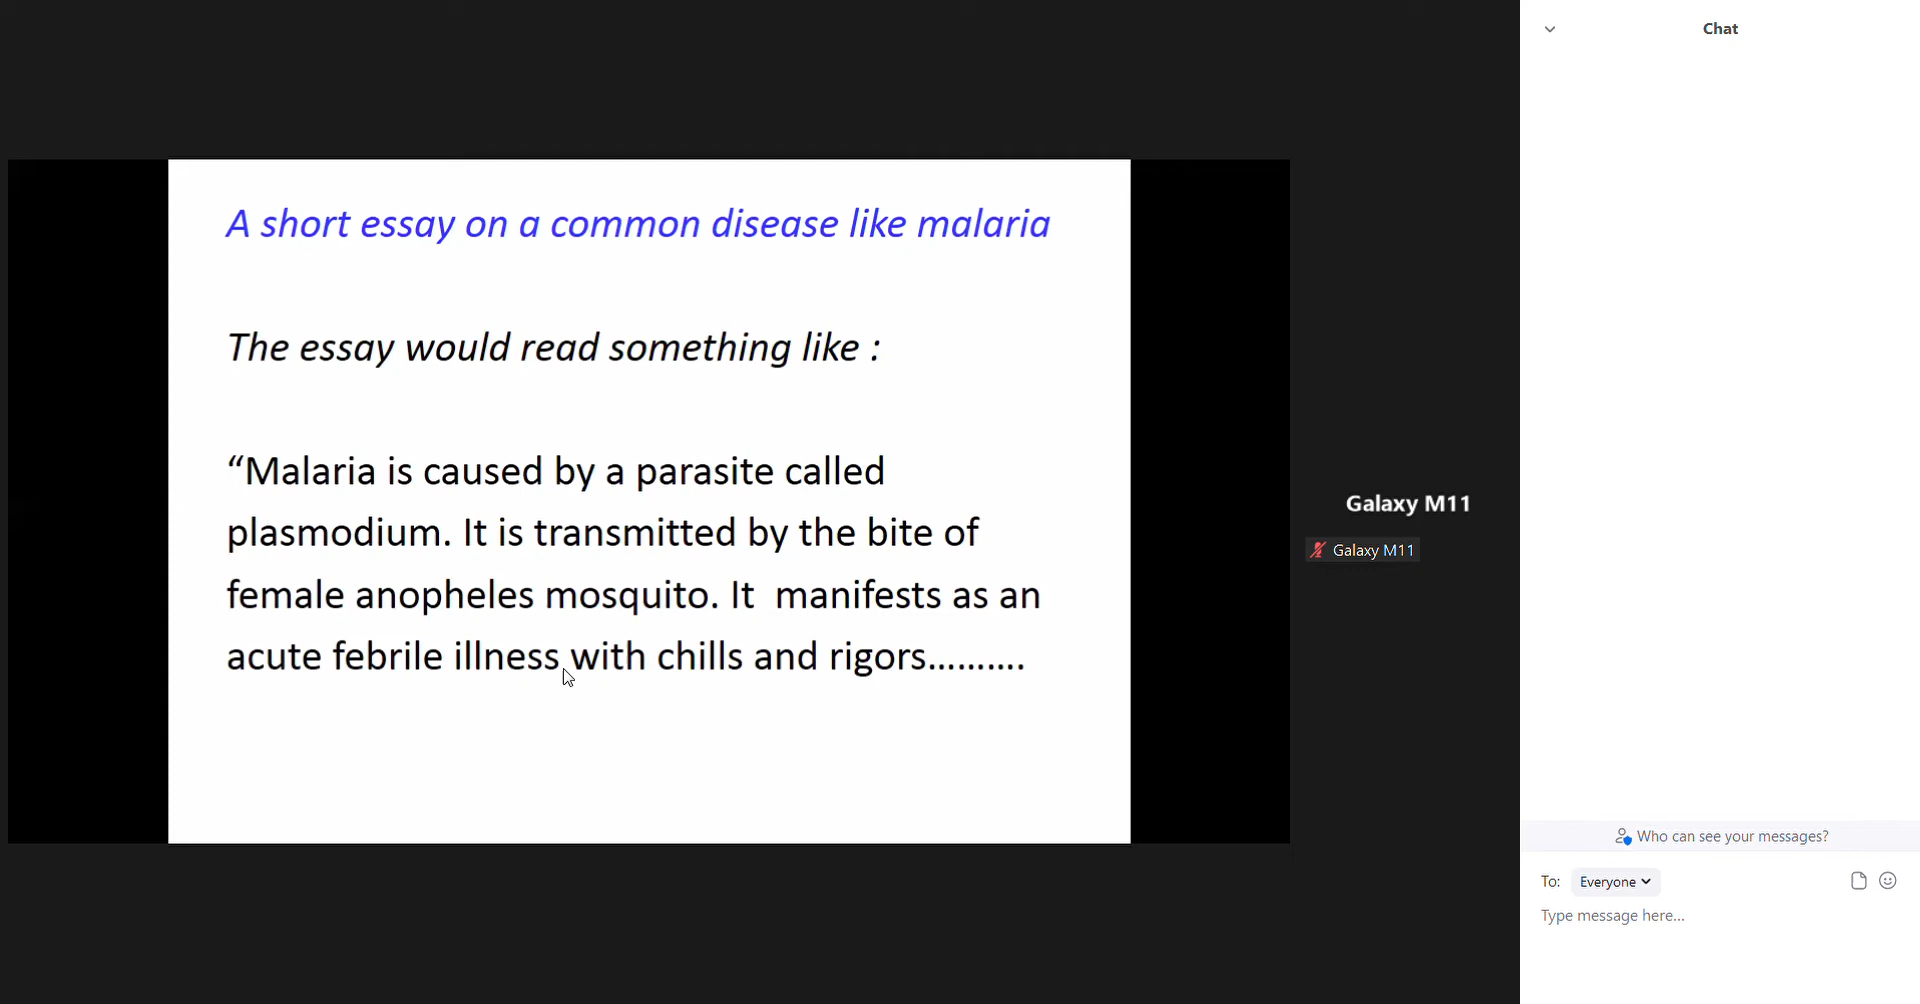 A short essay on a common disease like malaria
The essay would read something like :
“Malaria is caused by a parasite called
plasmodium. It is transmitted by the bite of
female anopheles mosquito. It  manifests as an
acute febrile illness with chills and rigors..........
Galaxy M11
Galaxy M11
Chat
Who can see your messages?
To: Everyone
Type message here...